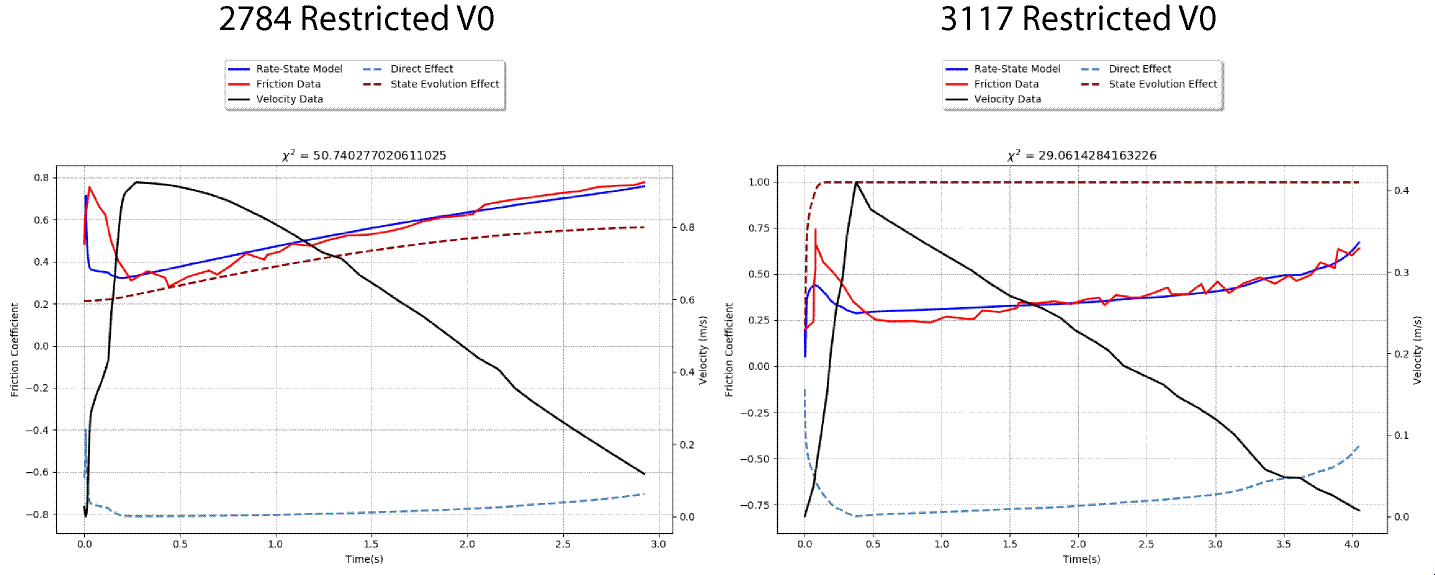 2784 Restricted V0
Rate-State Model
Direct Effect
Friction Data
State Evolution Effect
Velocity Data
χ² = 50.740277020611025
0.8
0.6
0.4
0.2
0.0
−0.2
−0.4
−0.6
−0.8
Friction Coefficient
0.8
0.6
0.4
0.2
0.0
Velocity (m/s)
0.0 0.5 1.0 1.5 2.0 2.5 3.0
Time(s)
3117 Restricted V0
Rate-State Model
Direct Effect
Friction Data
State Evolution Effect
Velocity Data
χ² = 29.0614284163226
1.00
0.75
0.50
0.25
0.00
−0.25
−0.50
−0.75
Friction Coefficient
0.4
0.3
0.2
0.1
0.0
Velocity (m/s)
0.0 0.5 1.0 1.5 2.0 2.5 3.0 3.5 4.0
Time(s)